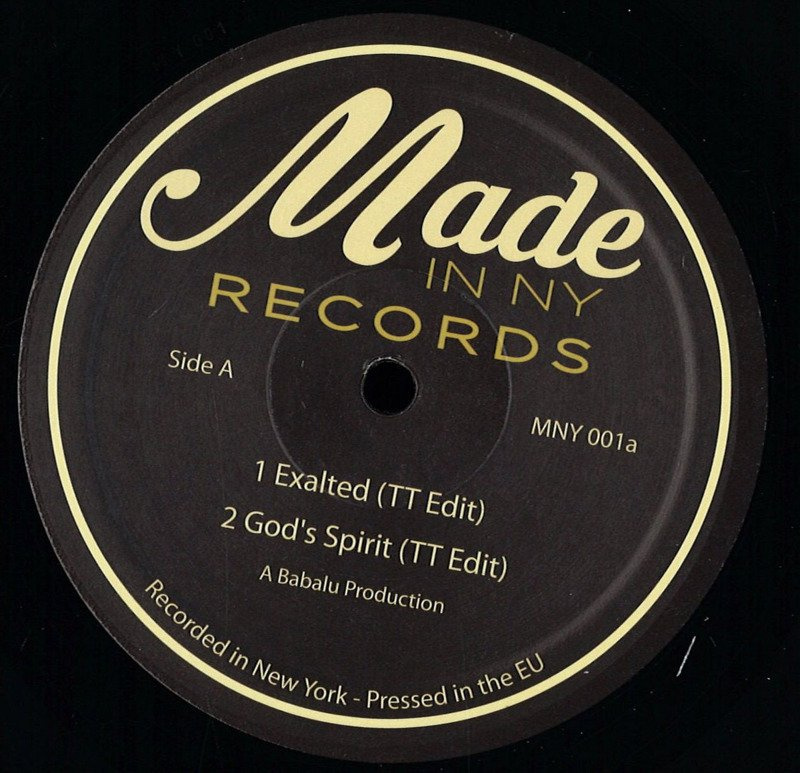 Made
IN NY
RECORDS
Side A
MNY 001a
1 Exalted (TT Edit)
2 God's Spirit (TT Edit)
A Babalu Production
Recorded in New York - Pressed in the EU